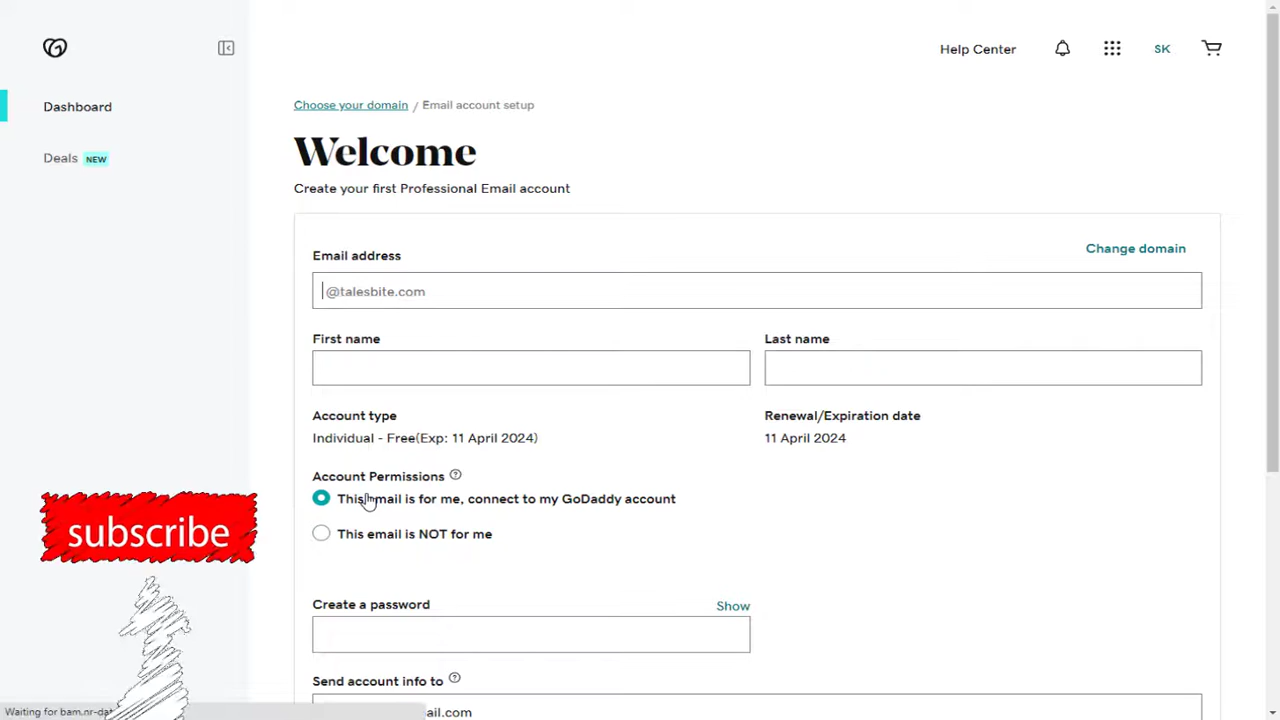 Help Center
SK
Dashboard
Deals NEW
Choose your domain / Email account setup
Welcome
Create your first Professional Email account
Email address
Change domain
@talesbite.com
First name
Last name
Account type
Renewal/Expiration date
Individual - Free(Exp: 11 April 2024)
11 April 2024
Account Permissions
This email is for me, connect to my GoDaddy account
This email is NOT for me
subscribe
Create a password
Show
Send account info to
ail.com
Waiting for bam.nr-dat